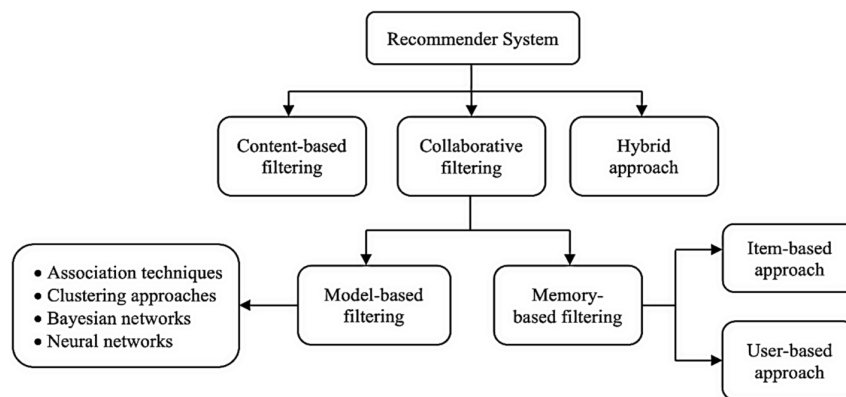 Recommender System
Content-based
filtering
Collaborative
filtering
Hybrid
approach
• Association techniques
• Clustering approaches
• Bayesian networks
• Neural networks
Model-based
filtering
Memory-
based filtering
Item-based
approach
User-based
approach